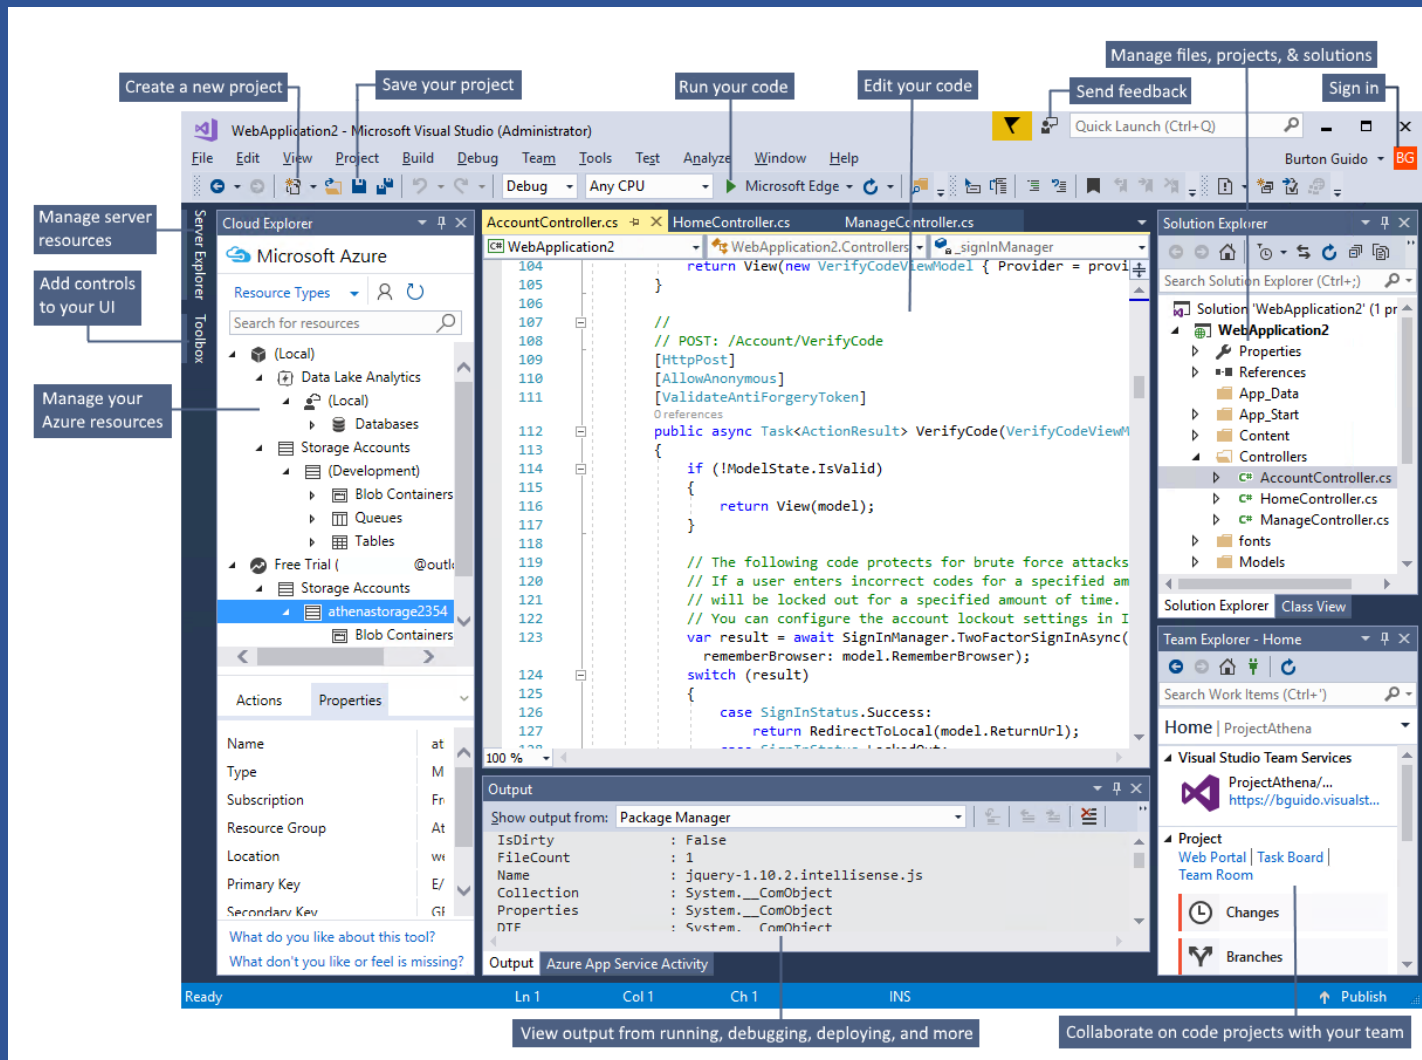 Manage files, projects, & solutions
Create a new project
Save your project
Run your code
Edit your code
Send feedback
Sign in
WebApplication2 - Microsoft Visual Studio (Administrator)
Quick Launch (Ctrl+Q)
File Edit View Project Build Debug Team Tools Test Analyze Window Help
Burton Guido
BG
Debug
Any CPU
Microsoft Edge
Manage server
resources
Add controls
to your UI
Manage your
Azure resources
Server Explorer
Toolbox
Cloud Explorer
Microsoft Azure
Resource Types
Search for resources
(Local)
Data Lake Analytics
(Local)
Databases
Storage Accounts
(Development)
Blob Containers
Queues
Tables
Free Trial ( @outl
Storage Accounts
athenastorage2354
Blob Containers
Actions Properties
Name at
Type M
Subscription Fr
Resource Group At
Location we
Primary Key E/
Secondary Key GF
What do you like about this tool?
What don't you like or feel is missing?
AccountController.cs HomeController.cs ManageController.cs
C# WebApplication2
WebApplication2.Controllers
_signInManager
104 return View(new VerifyCodeViewModel { Provider = provi
105 }
106
107 //
108 // POST: /Account/VerifyCode
109 [HttpPost]
110 [AllowAnonymous]
111 [ValidateAntiForgeryToken]
0 references
112 public async Task<ActionResult> VerifyCode(VerifyCodeViewM
113 {
114 if (!ModelState.IsValid)
115 {
116 return View(model);
117 }
118
119 // The following code protects for brute force attacks
120 // If a user enters incorrect codes for a specified am
121 // will be locked out for a specified amount of time.
122 // You can configure the account lockout settings in I
123 var result = await SignInManager.TwoFactorSignInAsync(
rememberBrowser: model.RememberBrowser);
124 switch (result)
125 {
126 case SignInStatus.Success:
127 return RedirectToLocal(model.ReturnUrl);
128 case SignInStatus.LockedOut:
100 %
Output
Show output from: Package Manager
IsDirty : False
FileCount : 1
Name : jquery-1.10.2.intellisense.js
Collection : System.__ComObject
Properties : System.__ComObject
DTE : System.__ComObject
Output Azure App Service Activity
Solution Explorer
Search Solution Explorer (Ctrl+;)
Solution 'WebApplication2' (1 pr
WebApplication2
Properties
References
App_Data
App_Start
Content
Controllers
C# AccountController.cs
C# HomeController.cs
C# ManageController.cs
fonts
Models
Solution Explorer Class View
Team Explorer - Home
Search Work Items (Ctrl+')
Home | ProjectAthena
Visual Studio Team Services
ProjectAthena/...
https://bguido.visualst...
Project
Web Portal | Task Board |
Team Room
Changes
Branches
Ready Ln 1 Col 1 Ch 1 INS Publish
View output from running, debugging, deploying, and more
Collaborate on code projects with your team